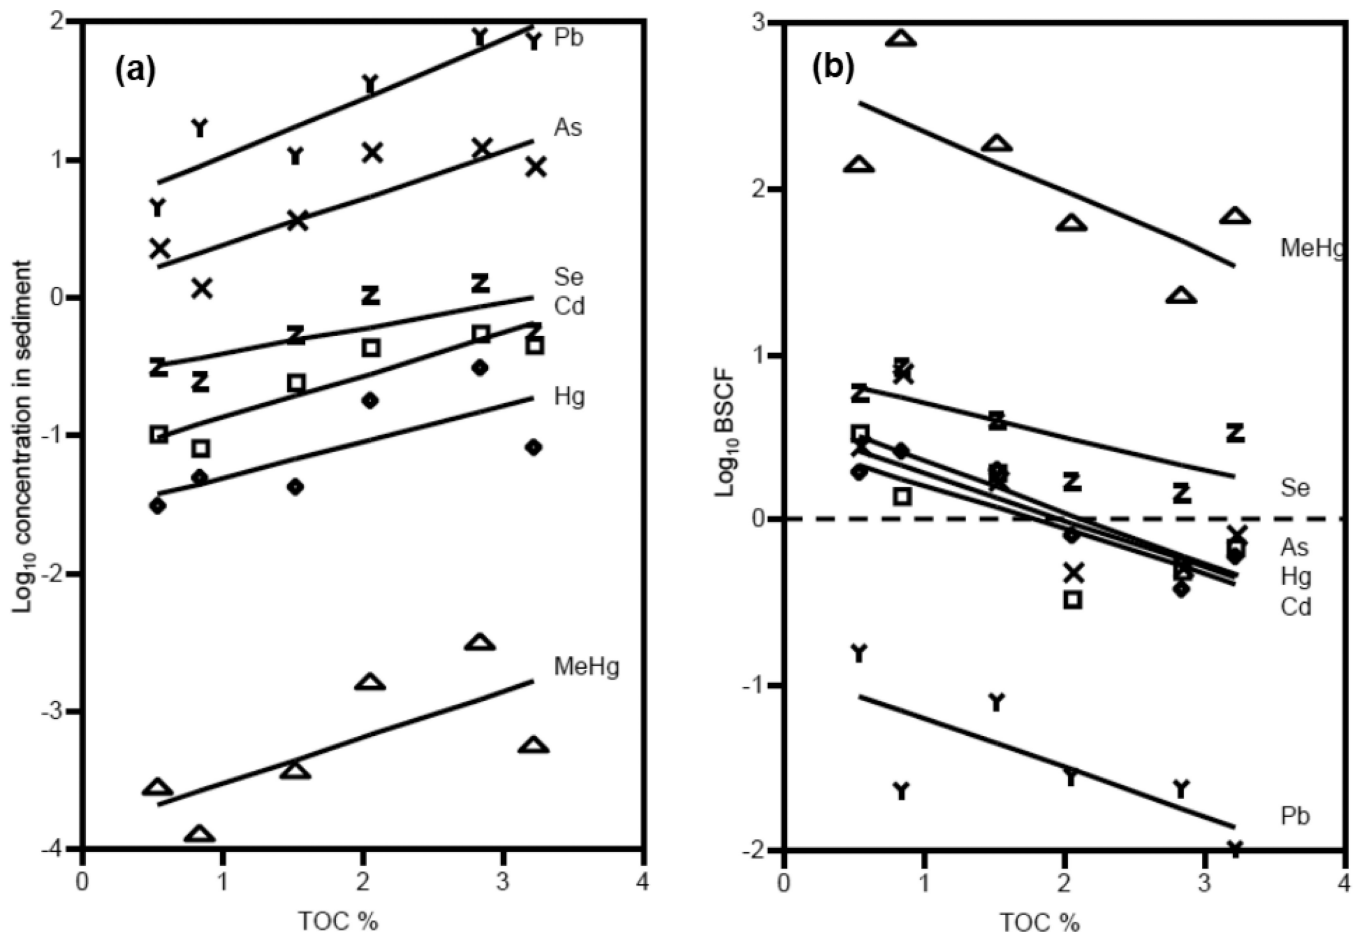 (a)
2
1
0
-1
-2
-3
-4
0 1 2 3 4
Log10 concentration in sediment
TOC %
Pb
As
Se
Cd
Hg
MeHg
(b)
3
2
1
0
-1
-2
0 1 2 3 4
Log10 BSCF
TOC %
MeHg
Se
As
Hg
Cd
Pb